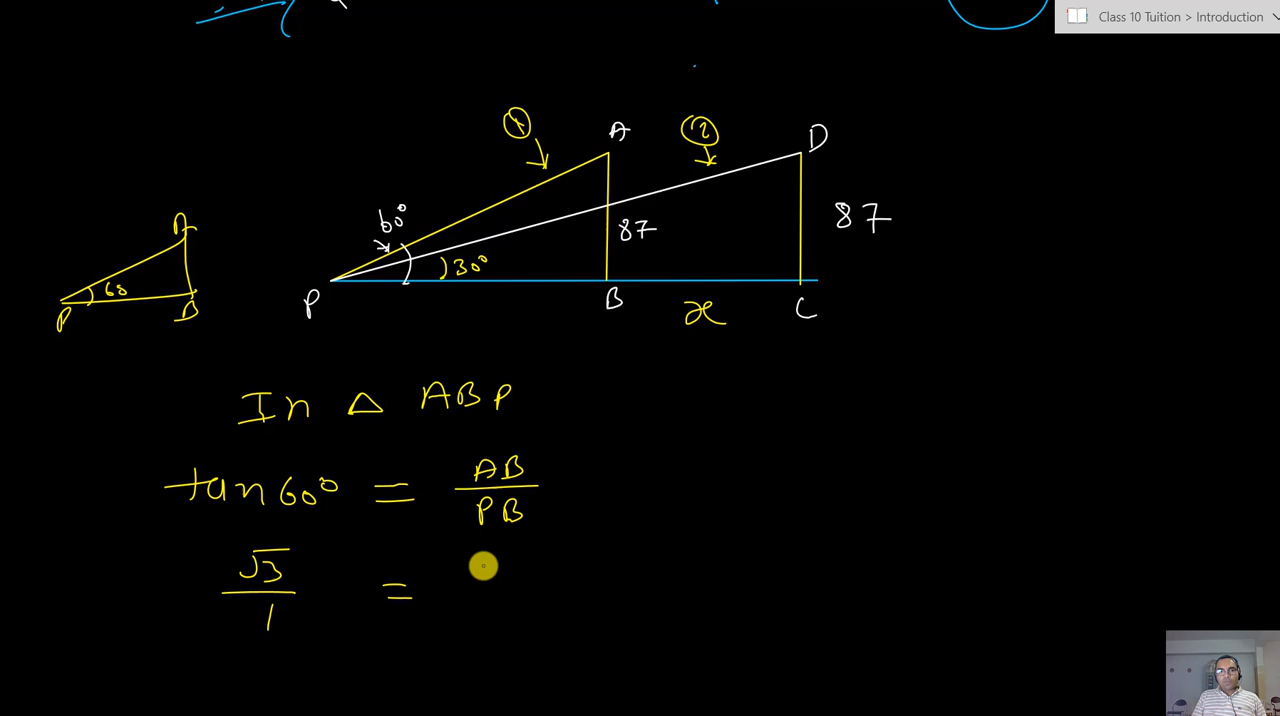 Class 10 Tuition > Introduction
1
2
A
D
60°
A
87
87
60
30°
P
B
P
B
x
C
In △ ABP
tan 60° = AB / PB
√3 / 1 =